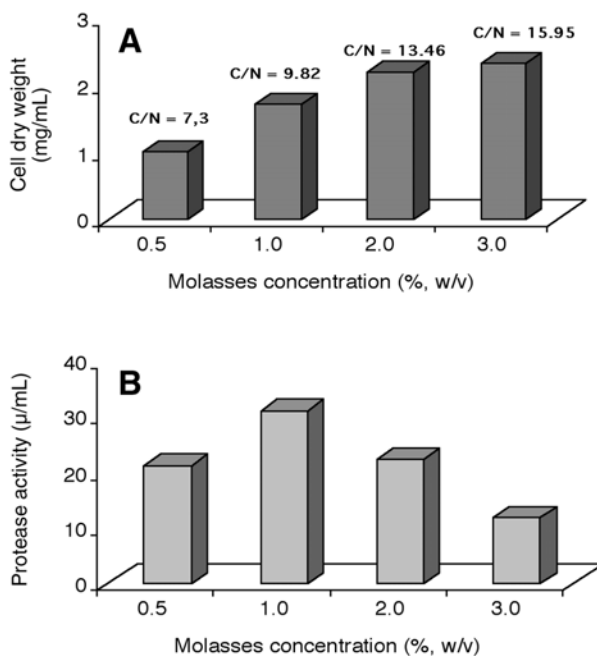 A
3
2
1
0
Cell dry weight
(mg/mL)
C/N = 7,3
C/N = 9.82
C/N = 13.46
C/N = 15.95
0.5 1.0 2.0 3.0
Molasses concentration (%, w/v)
B
40
30
20
10
0
Protease activity (µ/mL)
0.5 1.0 2.0 3.0
Molasses concentration (%, w/v)